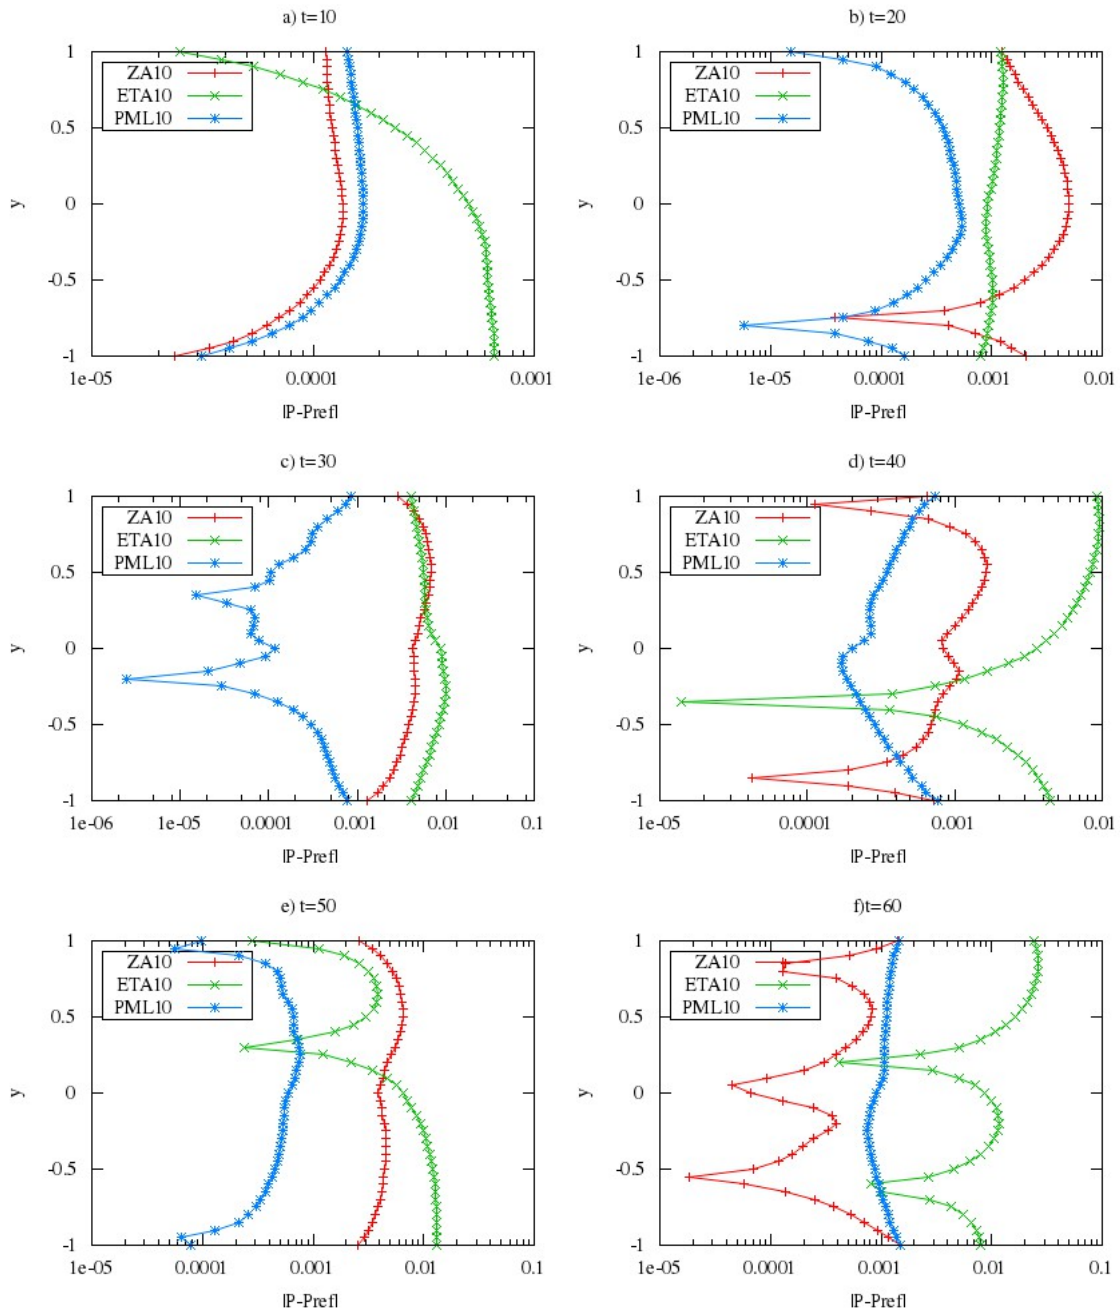 a) t=10
b) t=20
1
0.5
0
-0.5
-1
y
ZA10
ETA10
PML10
1e-05
0.0001
0.001
|P-Pref|
1
0.5
0
-0.5
-1
y
ZA10
ETA10
PML10
1e-06
1e-05
0.0001
0.001
0.01
|P-Pref|
c) t=30
d) t=40
1
0.5
0
-0.5
-1
y
ZA10
ETA10
PML10
1e-06
1e-05
0.0001
0.001
0.01
0.1
|P-Pref|
1
0.5
0
-0.5
-1
y
ZA10
ETA10
PML10
1e-05
0.0001
0.001
0.01
|P-Pref|
e) t=50
f)t=60
1
0.5
0
-0.5
-1
y
ZA10
ETA10
PML10
1e-05
0.0001
0.001
0.01
0.1
|P-Pref|
1
0.5
0
-0.5
-1
y
ZA10
ETA10
PML10
1e-05
0.0001
0.001
0.01
0.1
|P-Pref|